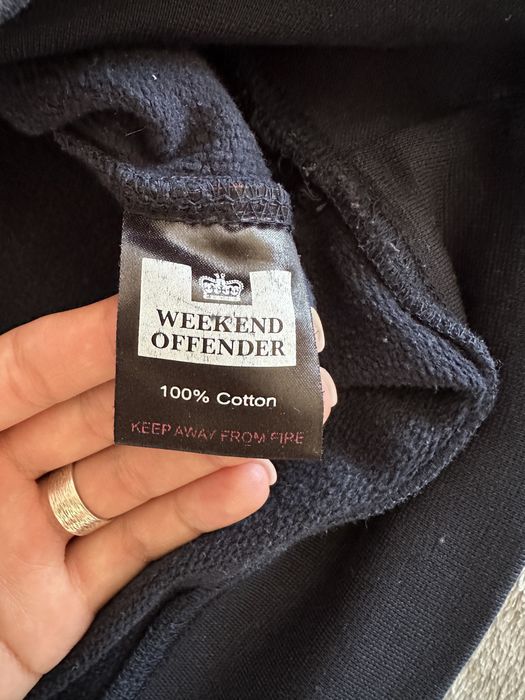 WEEKEND
OFFENDER
100% Cotton
KEEP AWAY FROM FIRE